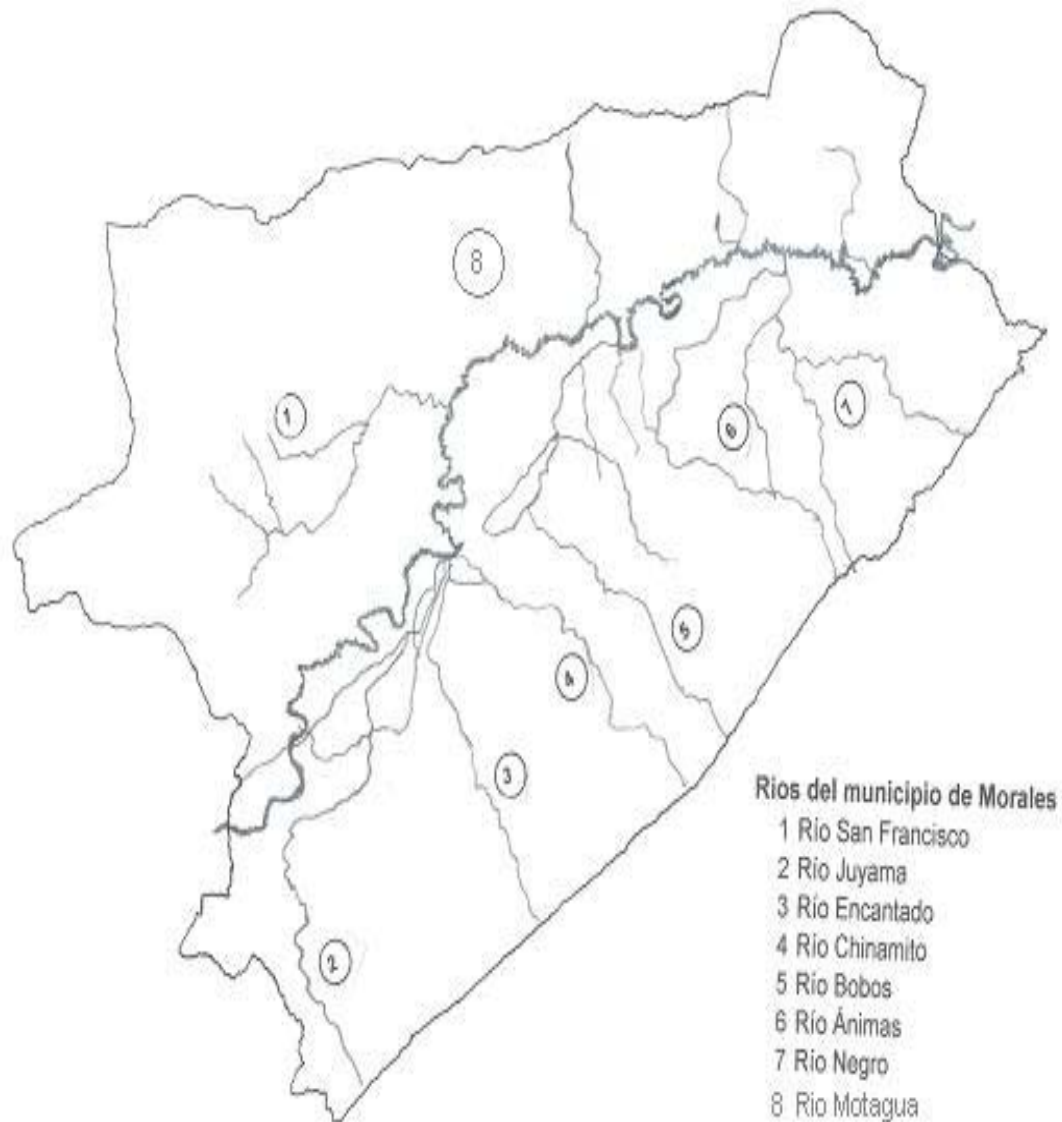 8
1
6
7
5
4
3
2
Rios del municipio de Morales
1 Río San Francisco
2 Río Juyama
3 Río Encantado
4 Río Chinamito
5 Río Bobos
6 Río Ánimas
7 Río Negro
8 Rio Motagua